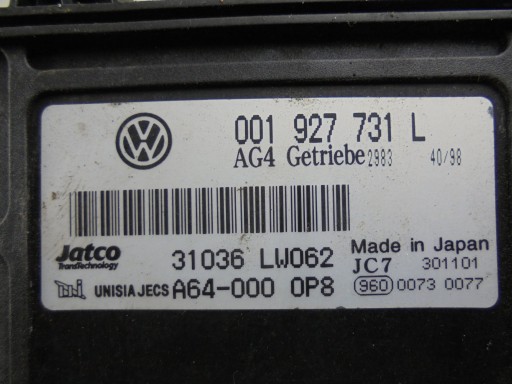 001 927 731 L
AG4 Getriebe 2983 40/98
Jatco 31036 LW062 Made in Japan
TransTechnology JC7 301101
UNISIA JECS A64-000 0P8 960 0073 0077